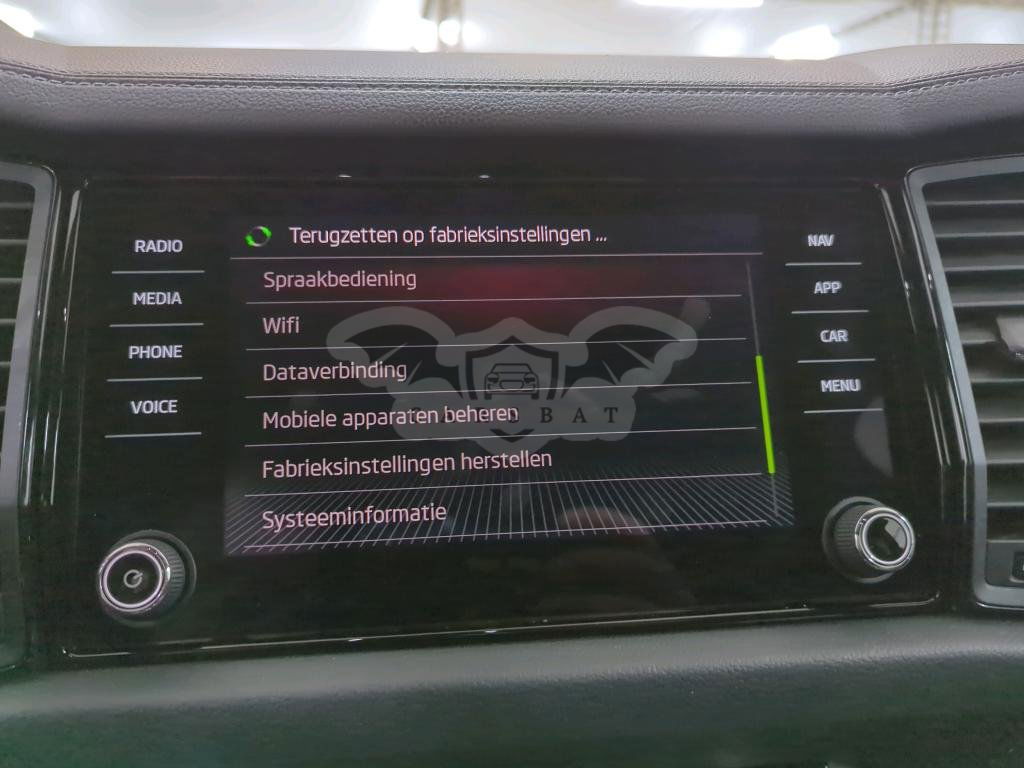 RADIO
MEDIA
PHONE
VOICE
Terugzetten op fabrieksinstellingen ...
Spraakbediening
Wifi
Dataverbinding
Mobiele apparaten beheren
Fabrieksinstellingen herstellen
Systeeminformatie
NAV
APP
CAR
MENU